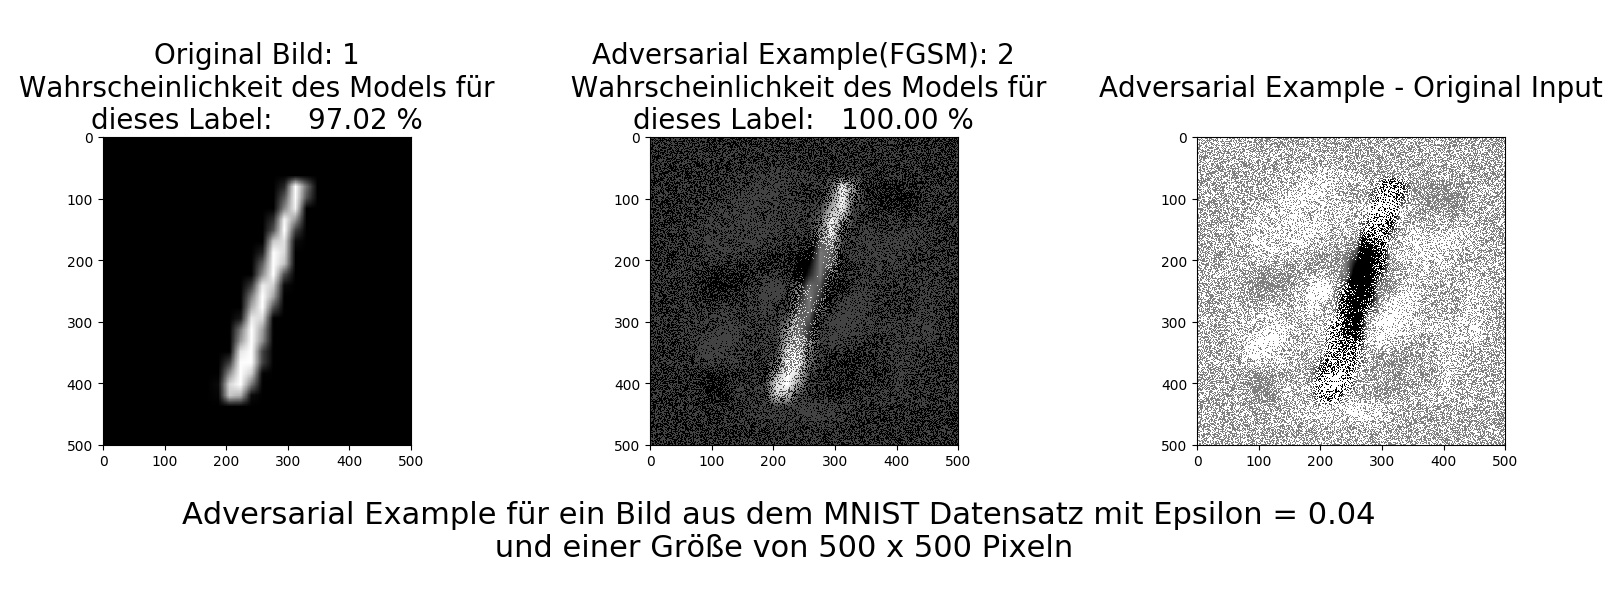 Original Bild: 1
Wahrscheinlichkeit des Models für
dieses Label: 97.02 %
Adversarial Example(FGSM): 2
Wahrscheinlichkeit des Models für
dieses Label: 100.00 %
Adversarial Example - Original Input
0
100
200
300
400
500
0 100 200 300 400 500
0
100
200
300
400
500
0 100 200 300 400 500
0
100
200
300
400
500
0 100 200 300 400 500
Adversarial Example für ein Bild aus dem MNIST Datensatz mit Epsilon = 0.04
und einer Größe von 500 x 500 Pixeln